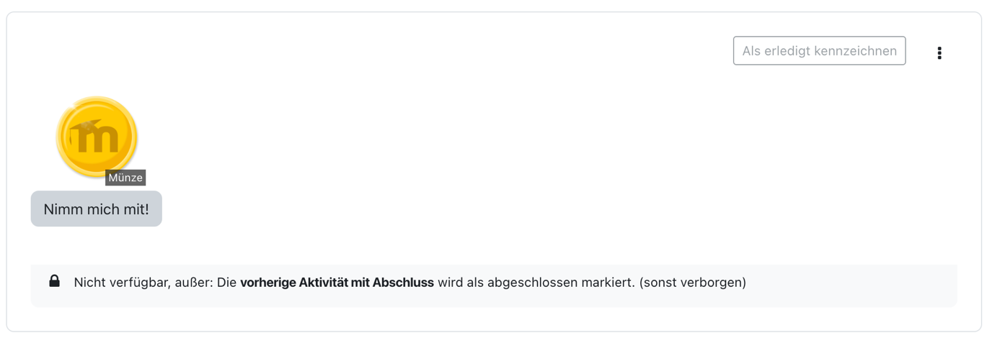 Als erledigt kennzeichnen
m
Münze
Nimm mich mit!
Nicht verfügbar, außer: Die vorherige Aktivität mit Abschluss wird als abgeschlossen markiert. (sonst verborgen)